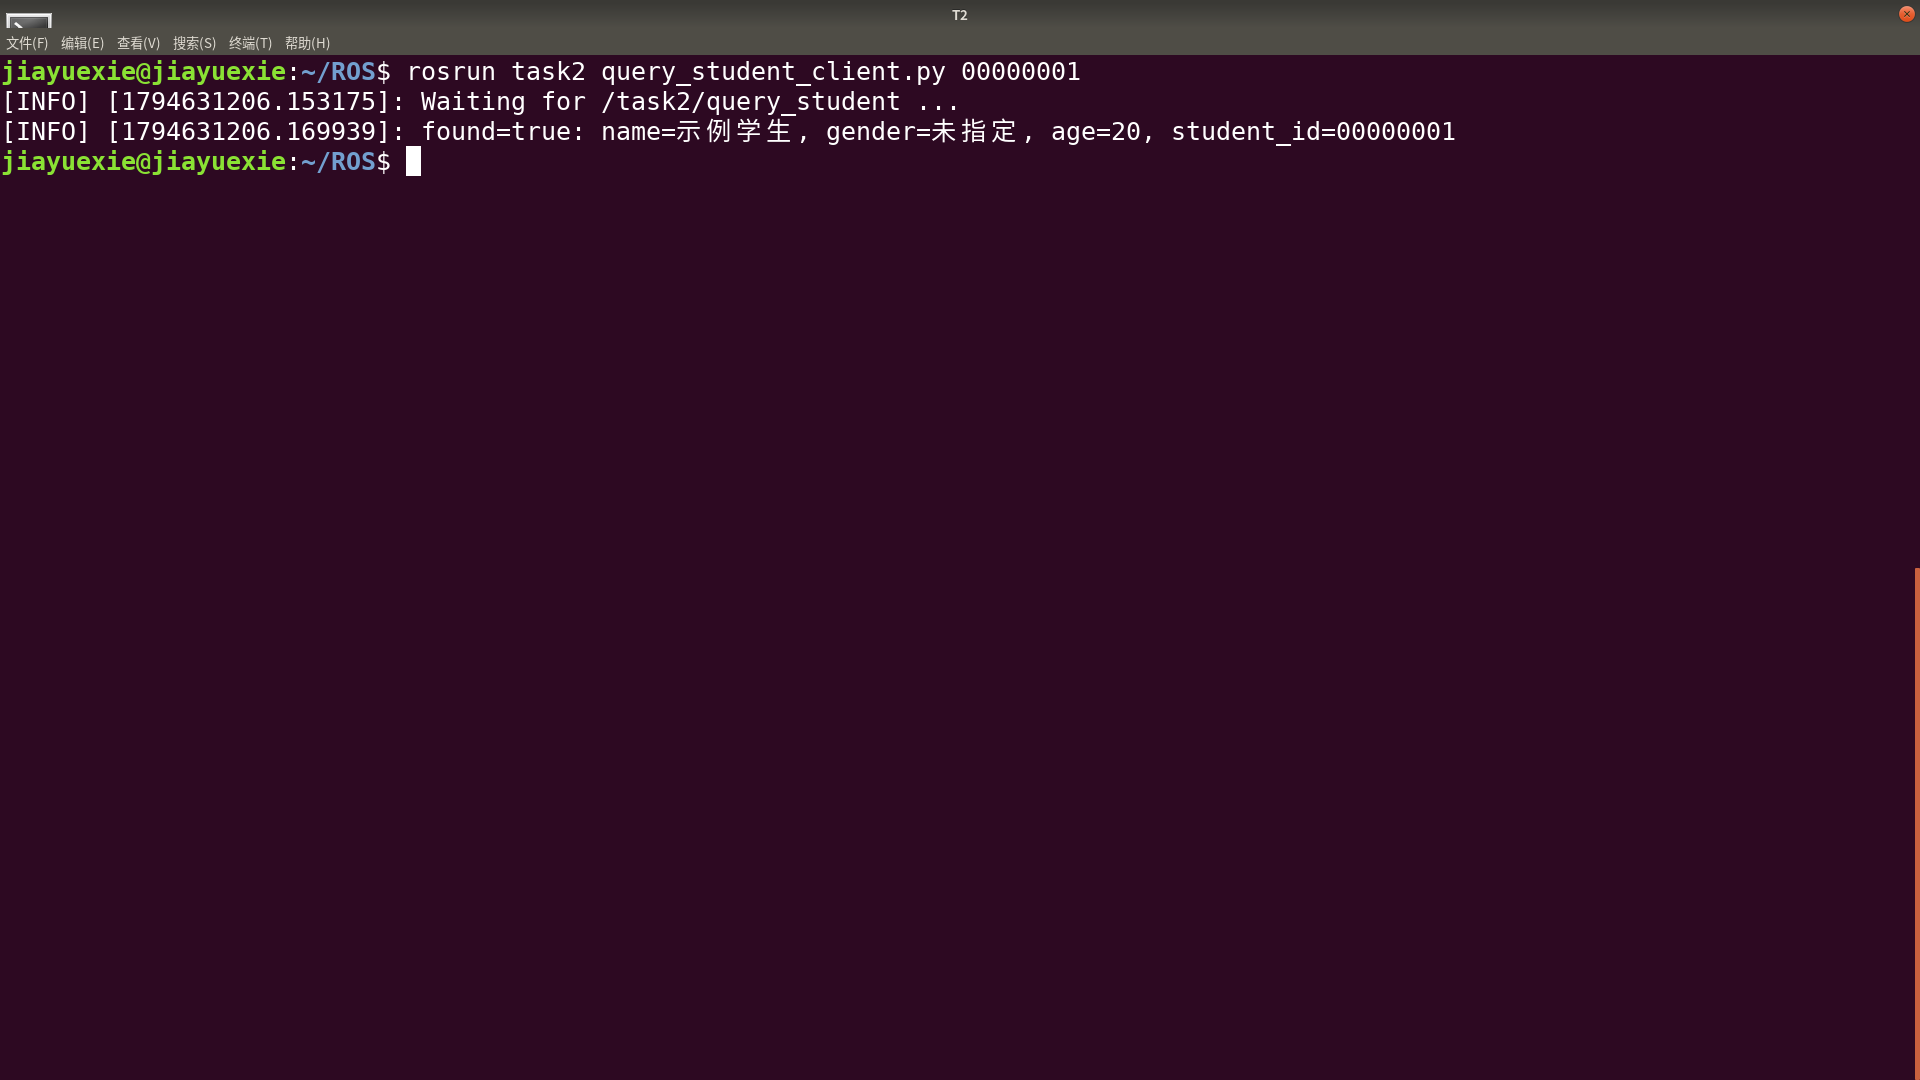 T2
文件(F) 编辑(E) 查看(V) 搜索(S) 终端(T) 帮助(H)
jiayuexie@jiayuexie:~/ROS$ rosrun task2 query_student_client.py 00000001
[INFO] [1794631206.153175]: Waiting for /task2/query_student ...
[INFO] [1794631206.169939]: found=true: name=示例学生, gender=未指定, age=20, student_id=00000001
jiayuexie@jiayuexie:~/ROS$